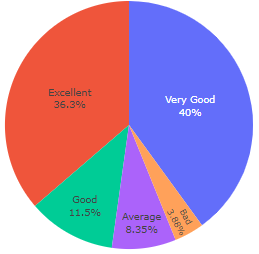 Excellent
36.3%
Very Good
40%
Good
11.5%
Average
8.35%
Bad
3.86%